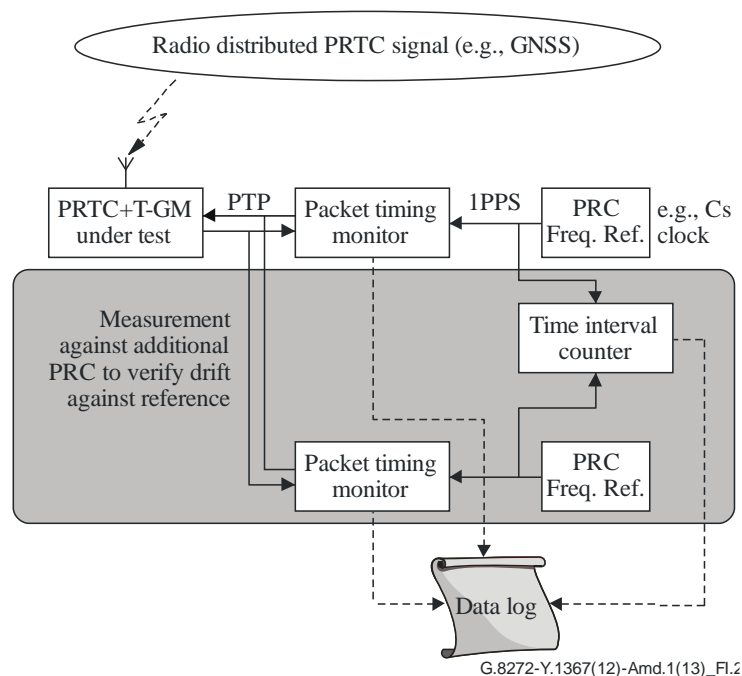 Radio distributed PRTC signal (e.g., GNSS)
PRTC+T-GM
under test
PTP
Packet timing
monitor
1PPS
PRC
Freq. Ref.
e.g., Cs
clock
Measurement
against additional
PRC to verify drift
against reference
Time interval
counter
Packet timing
monitor
PRC
Freq. Ref.
Data log
G.8272-Y.1367(12)-Amd.1(13)_FI.2